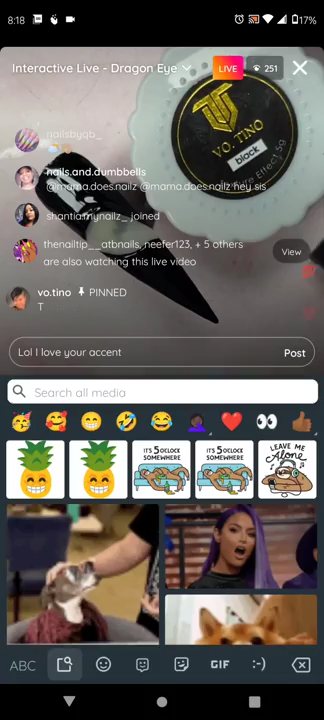 8:18
17%
Interactive Live - Dragon Eye
LIVE
251
VO.TINO
black
Effect 5g
nailsbyqb_
nails.and.dumbbells
@mama.does.nailz @mama.does.nailz hey sis
shantia.mynailz_ joined
thenailtip__atbnails, neefer123, + 5 others
are also watching this live video
View
vo.tino PINNED
T
Lol I love your accent
Post
Search all media
IT'S 5 O'CLOCK
SOMEWHERE
IT'S 5 O'CLOCK
SOMEWHERE
LEAVE ME
Alone
ABC
GIF
:-)